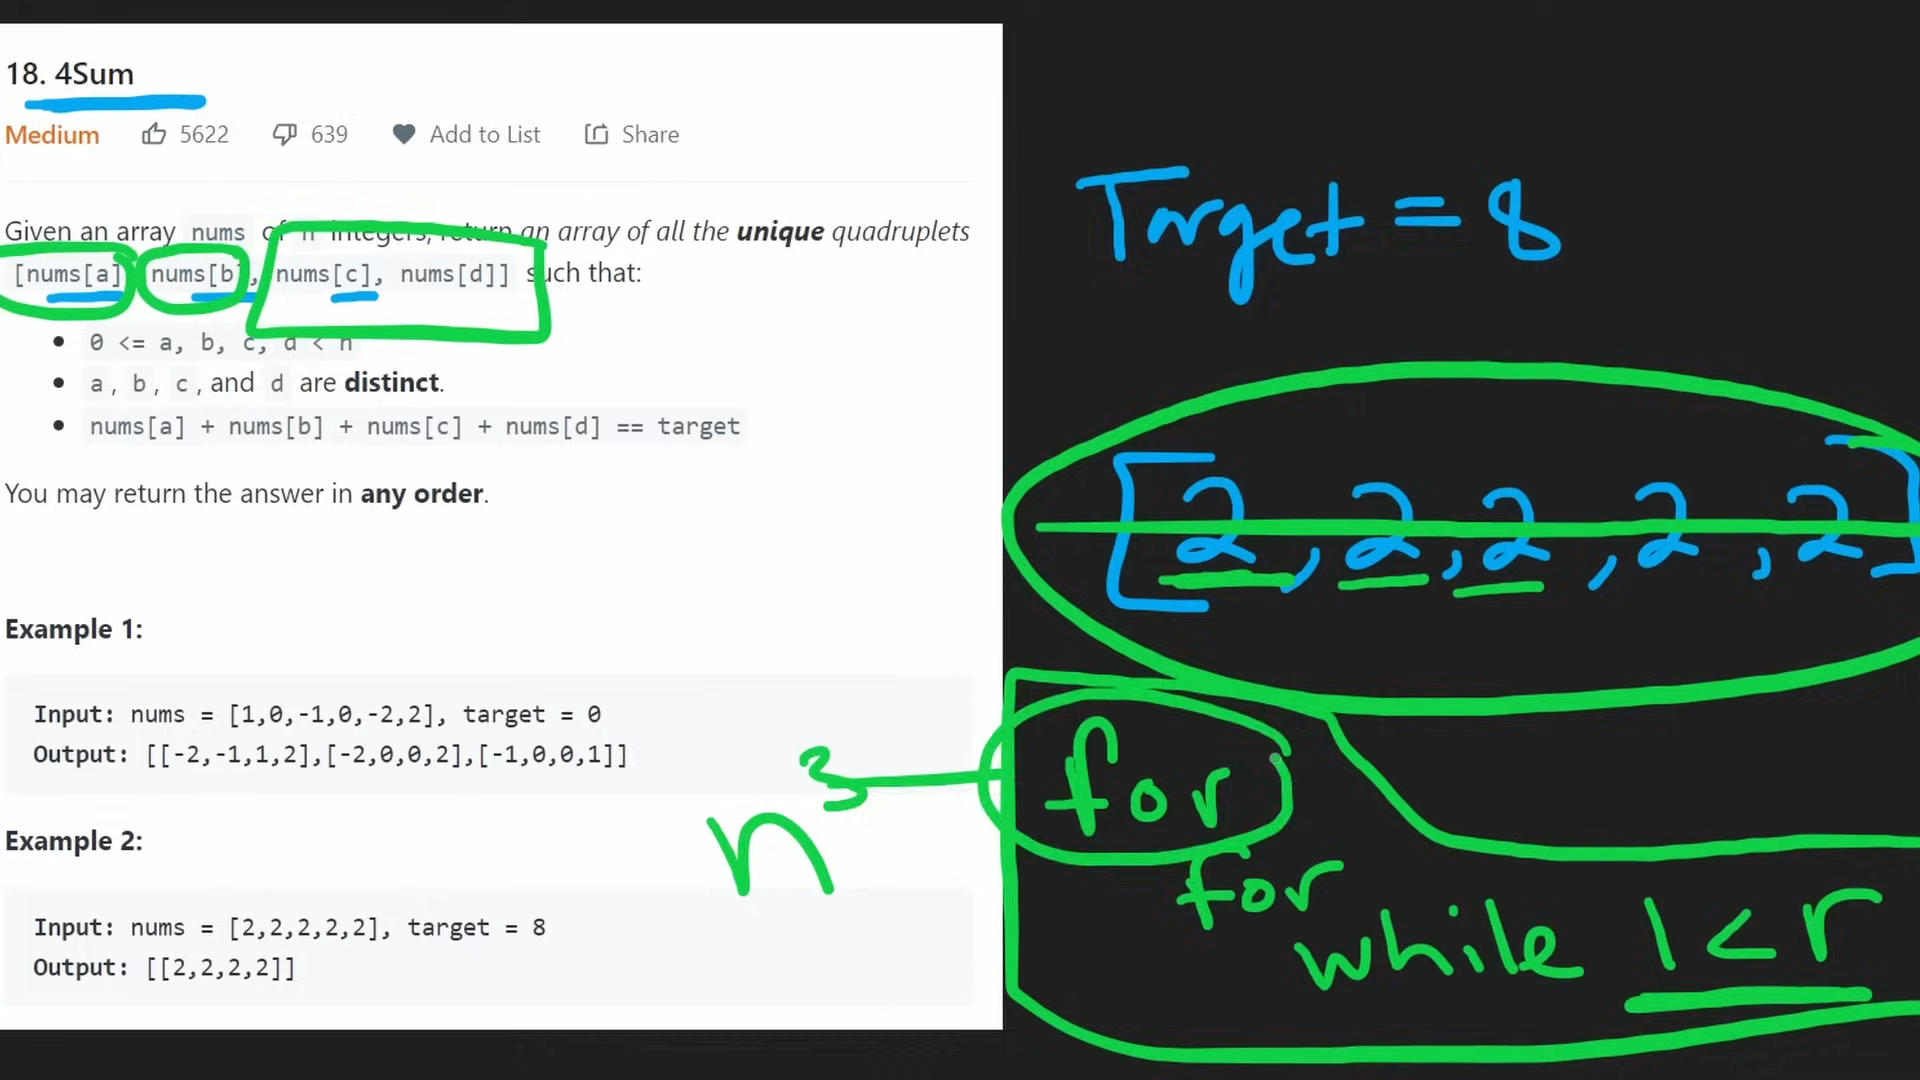 18. 4Sum
Medium 5622 639 Add to List Share
Given an array nums of n integers, return an array of all the unique quadruplets
[nums[a], nums[b], nums[c], nums[d]] such that:
0 <= a, b, c, d < n
a, b, c, and d are distinct.
nums[a] + nums[b] + nums[c] + nums[d] == target
You may return the answer in any order.
Example 1:
Input: nums = [1,0,-1,0,-2,2], target = 0
Output: [[-2,-1,1,2],[-2,0,0,2],[-1,0,0,1]]
Example 2:
Input: nums = [2,2,2,2,2], target = 8
Output: [[2,2,2,2]]
Target = 8
[2,2,2,2,2]
n³
for
for
while l<r